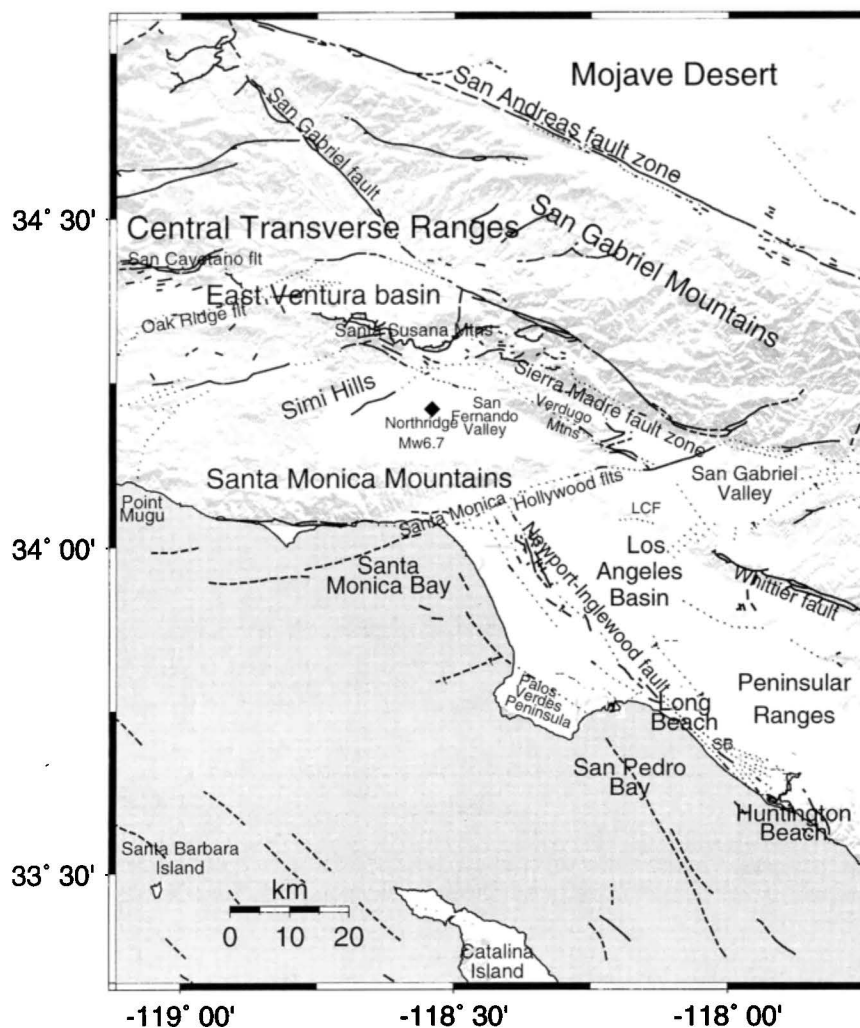 Mojave Desert
San Andreas fault zone
San Gabriel fault
34° 30'
Central Transverse Ranges
San Gabriel Mountains
San Cayetano flt
East Ventura basin
Oak Ridge flt
Santa Susana Mtns
Sierra Madre fault zone
Simi Hills
Verdugo
Mtns
San
Fernando
Valley
Northridge
Mw6.7
Santa Monica Mountains
San Gabriel
Valley
Point
Mugu
Santa Monica
Hollywood flts
LCF
34° 00'
Newport-Inglewood fault
Los
Angeles
Basin
Santa
Monica Bay
Whittier fault
Palos
Verdes
Peninsula
Long
Beach
Peninsular
Ranges
SB
San Pedro
Bay
Huntington
Beach
Santa Barbara
Island
33° 30'
km
0 10 20
Catalina
Island
-119° 00'
-118° 30'
-118° 00'